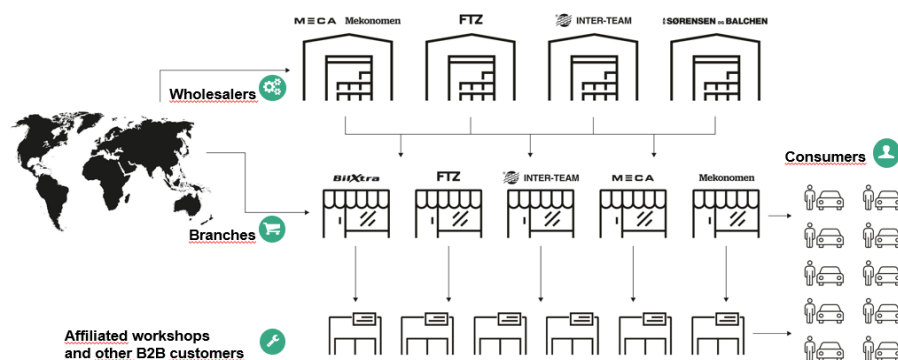 MECA Mekonomen
FTZ
INTER-TEAM
SØRENSEN OG BALCHEN
Wholesalers
Consumers
BilXtra
FTZ
INTER-TEAM
MECA
Mekonomen
Branches
Affiliated workshops
and other B2B customers